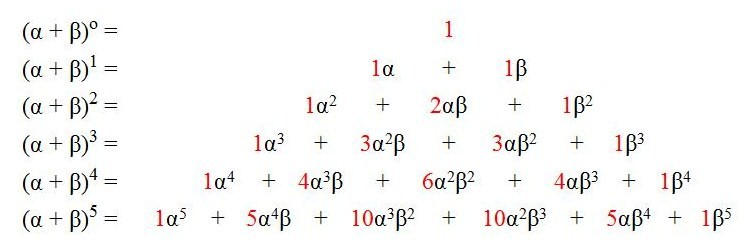 (α + β)⁰ = 1
(α + β)¹ = 1α + 1β
(α + β)² = 1α² + 2αβ + 1β²
(α + β)³ = 1α³ + 3α²β + 3αβ² + 1β³
(α + β)⁴ = 1α⁴ + 4α³β + 6α²β² + 4αβ³ + 1β⁴
(α + β)⁵ = 1α⁵ + 5α⁴β + 10α³β² + 10α²β³ + 5αβ⁴ + 1β⁵